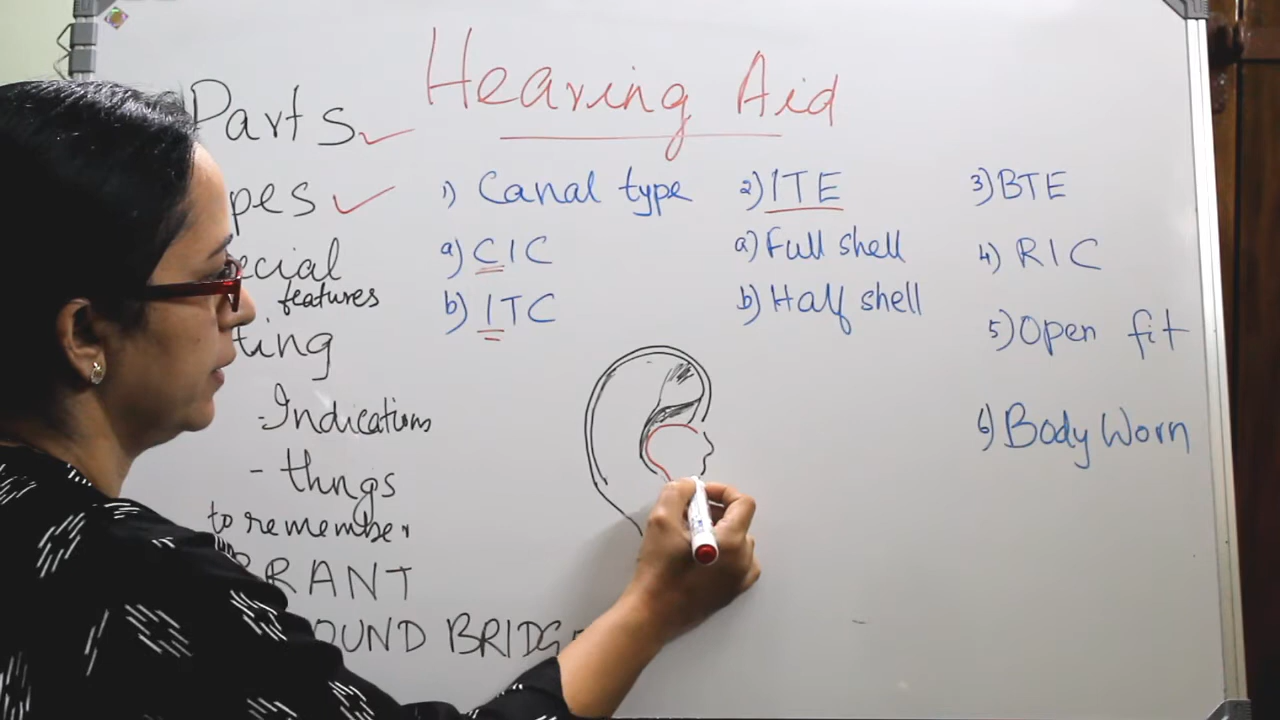 Hearing Aid
Parts
pes
ecial
features
ting
- Indications
- thngs
to remember
RANT
OUND BRIDG
1) Canal type
a) CIC
b) ITC
2) ITE
a) Full shell
b) Half shell
3) BTE
4) RIC
5) Open fit
6) Body Worn